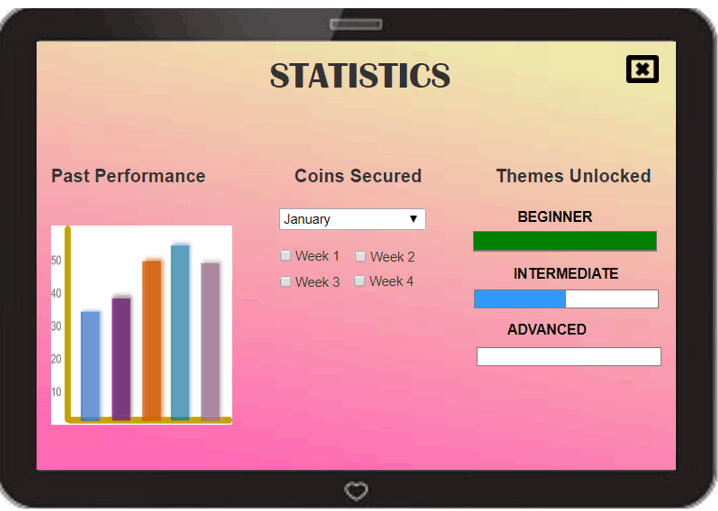 STATISTICS
Past Performance
50
40
30
20
10
Coins Secured
January
Week 1
Week 2
Week 3
Week 4
Themes Unlocked
BEGINNER
INTERMEDIATE
ADVANCED